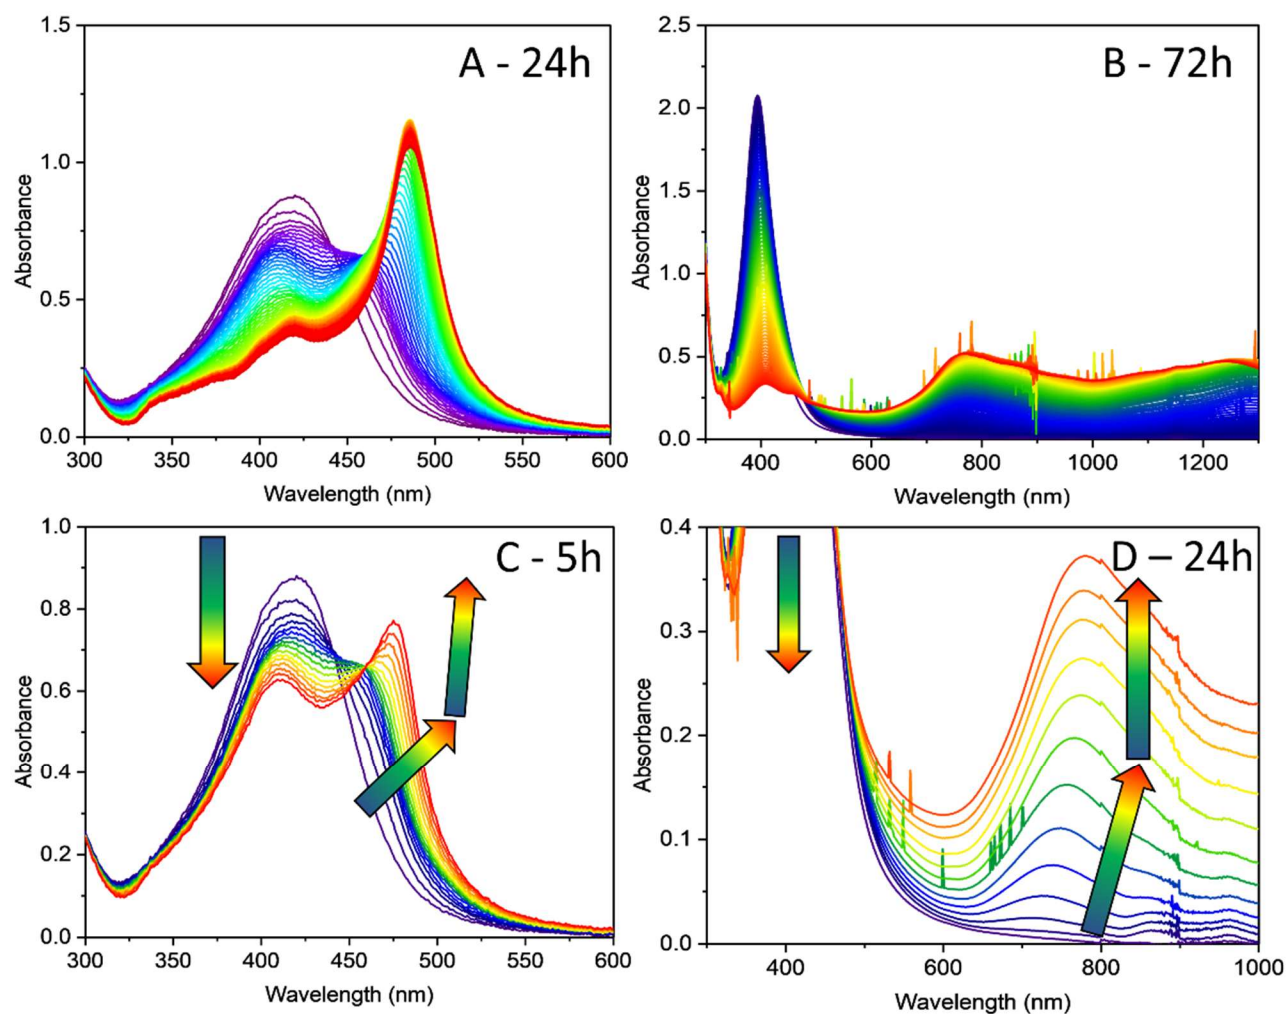 A - 24h
1.5
1.0
0.5
0.0
Absorbance
300 350 400 450 500 550 600
Wavelength (nm)
B - 72h
2.5
2.0
1.5
1.0
0.5
0.0
Absorbance
400 600 800 1000 1200
Wavelength (nm)
C - 5h
1.0
0.8
0.6
0.4
0.2
0.0
Absorbance
300 350 400 450 500 550 600
Wavelength (nm)
D – 24h
0.4
0.3
0.2
0.1
0.0
Absorbance
400 600 800 1000
Wavelength (nm)